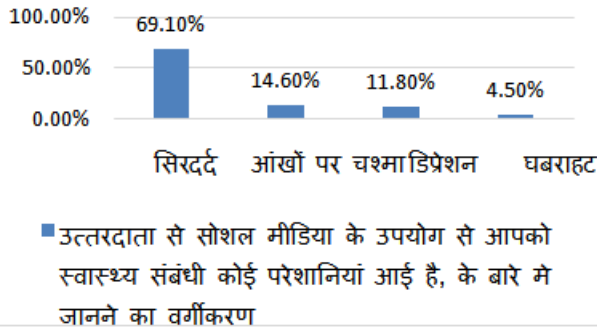 100.00%
69.10%
50.00%
14.60%
11.80%
4.50%
0.00%
सिरदर्द आंखों पर चश्मा डिप्रेशन घबराहट
उत्तरदाता से सोशल मीडिया के उपयोग से आपको
स्वास्थ्य संबंधी कोई परेशानियां आई है, के बारे मे
जानने का वर्गीकरण